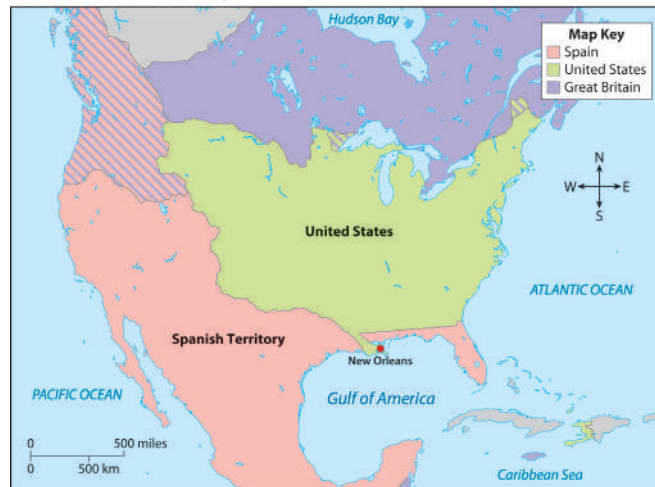 Hudson Bay
Map Key
Spain
United States
Great Britain
N
W E
S
United States
ATLANTIC OCEAN
Spanish Territory
New Orleans
PACIFIC OCEAN
Gulf of America
0 500 miles
0 500 km
Caribbean Sea